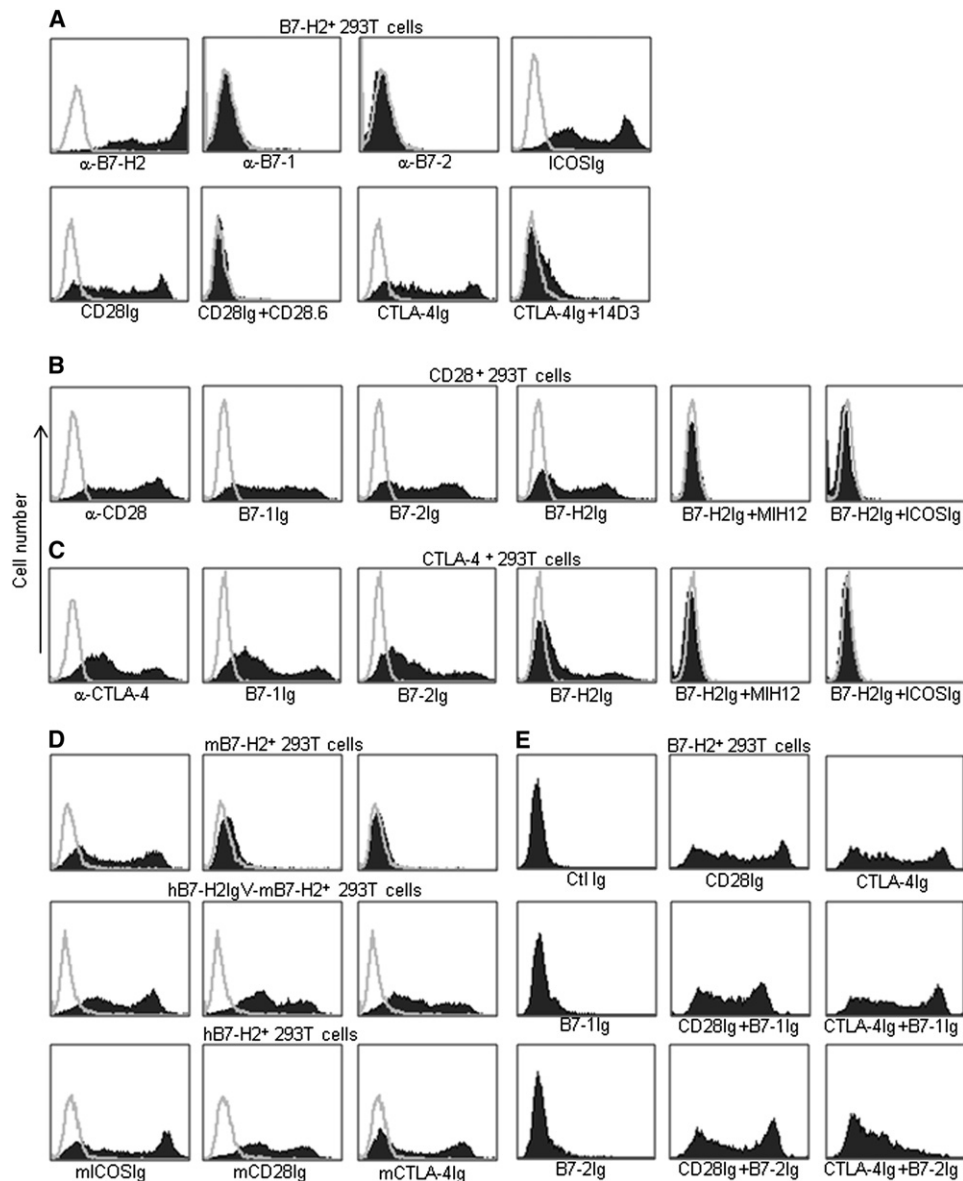 A
B7-H2+ 293T cells
α-B7-H2 α-B7-1 α-B7-2 ICOSIg
CD28Ig CD28Ig+CD28.6 CTLA-4Ig CTLA-4Ig+14D3
B
CD28+ 293T cells
α-CD28 B7-1Ig B7-2Ig B7-H2Ig B7-H2Ig+MIH12 B7-H2Ig+ICOSIg
Cell number
C
CTLA-4 + 293T cells
α-CTLA-4 B7-1Ig B7-2Ig B7-H2Ig B7-H2Ig+MIH12 B7-H2Ig+ICOSIg
D
mB7-H2+ 293T cells
hB7-H2IgV-mB7-H2+ 293T cells
hB7-H2+ 293T cells
mICOSIg mCD28Ig mCTLA-4Ig
E
B7-H2+ 293T cells
Ctl Ig CD28Ig CTLA-4Ig
B7-1Ig CD28Ig+B7-1Ig CTLA-4Ig+B7-1Ig
B7-2Ig CD28Ig+B7-2Ig CTLA-4Ig+B7-2Ig